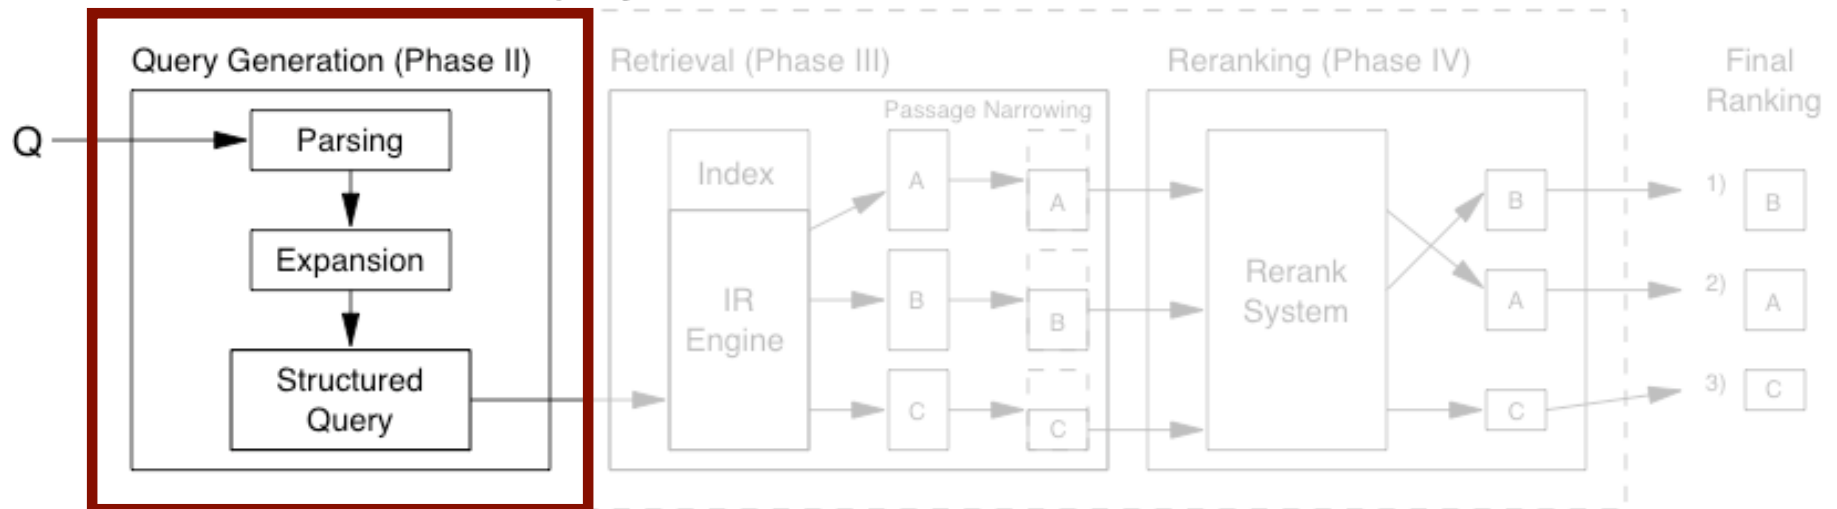 Query Generation (Phase II)
Q
Parsing
Expansion
Structured
Query
Retrieval (Phase III)
Passage Narrowing
Index
IR
Engine
A
B
C
A
B
C
Reranking (Phase IV)
Rerank
System
B
A
C
Final
Ranking
1) B
2) A
3) C